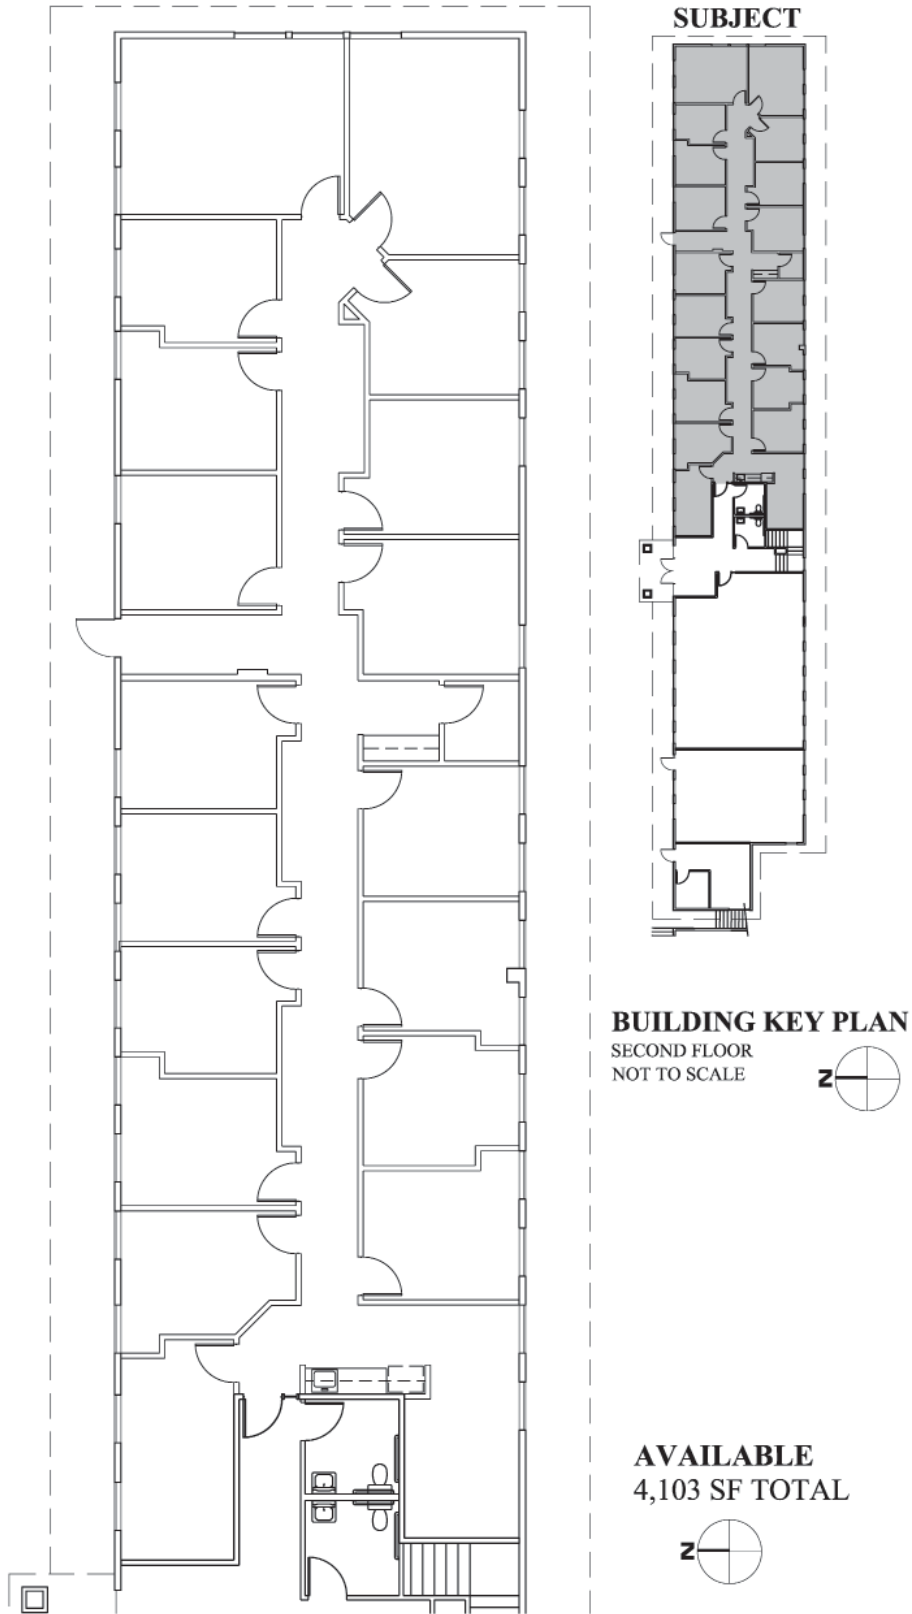 SUBJECT
BUILDING KEY PLAN
SECOND FLOOR
NOT TO SCALE
N
AVAILABLE
4,103 SF TOTAL
N